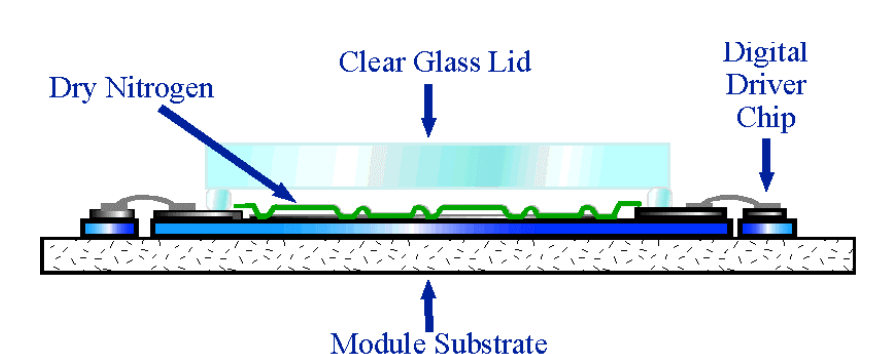 Clear Glass Lid
Dry Nitrogen
Digital
Driver
Chip
Module Substrate